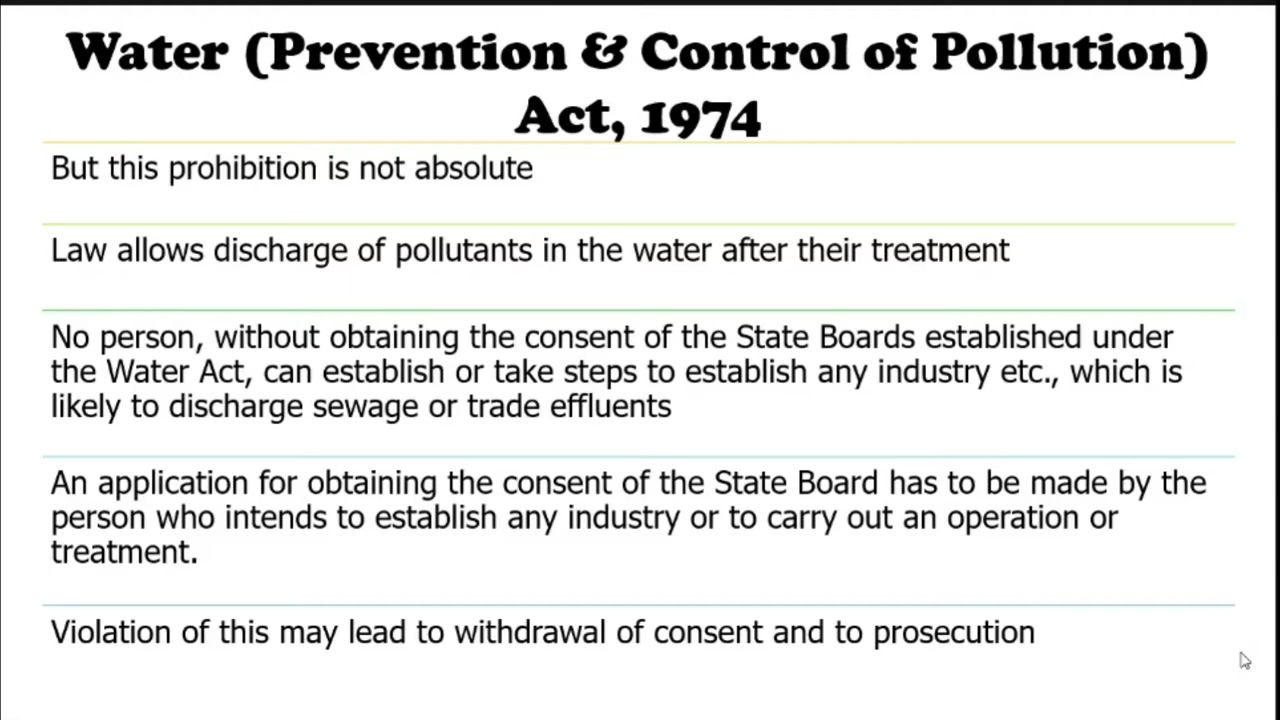 Water (Prevention & Control of Pollution)
Act, 1974
But this prohibition is not absolute
Law allows discharge of pollutants in the water after their treatment
No person, without obtaining the consent of the State Boards established under
the Water Act, can establish or take steps to establish any industry etc., which is
likely to discharge sewage or trade effluents
An application for obtaining the consent of the State Board has to be made by the
person who intends to establish any industry or to carry out an operation or
treatment.
Violation of this may lead to withdrawal of consent and to prosecution